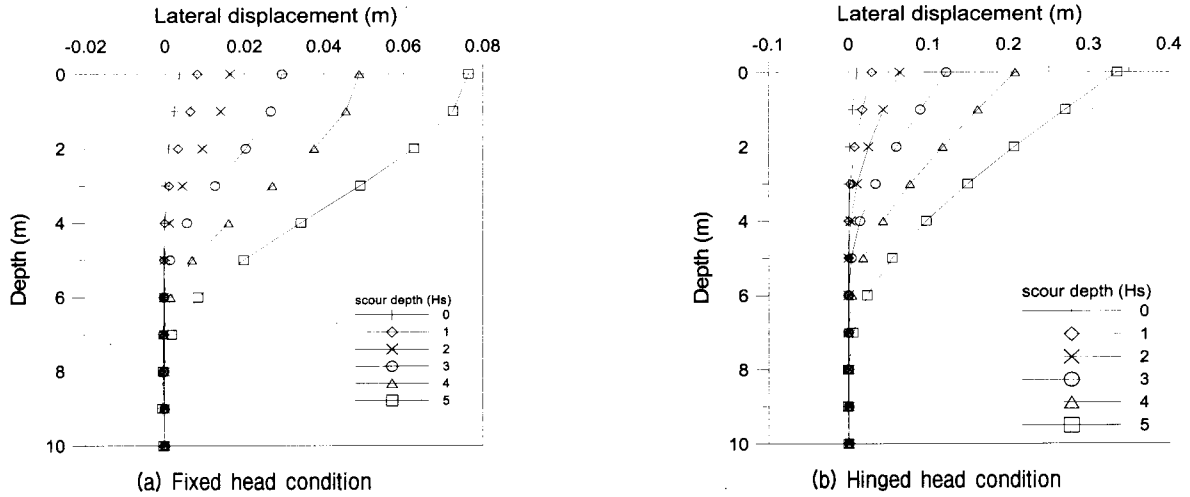 Lateral displacement (m)
-0.02 0 0.02 0.04 0.06 0.08
0
2
4
6
8
10
Depth (m)
scour depth (Hs)
0
1
2
3
4
5
(a) Fixed head condition
Lateral displacement (m)
-0.1 0 0.1 0.2 0.3 0.4
0
2
4
6
8
10
Depth (m)
scour depth (Hs)
0
1
2
3
4
5
(b) Hinged head condition